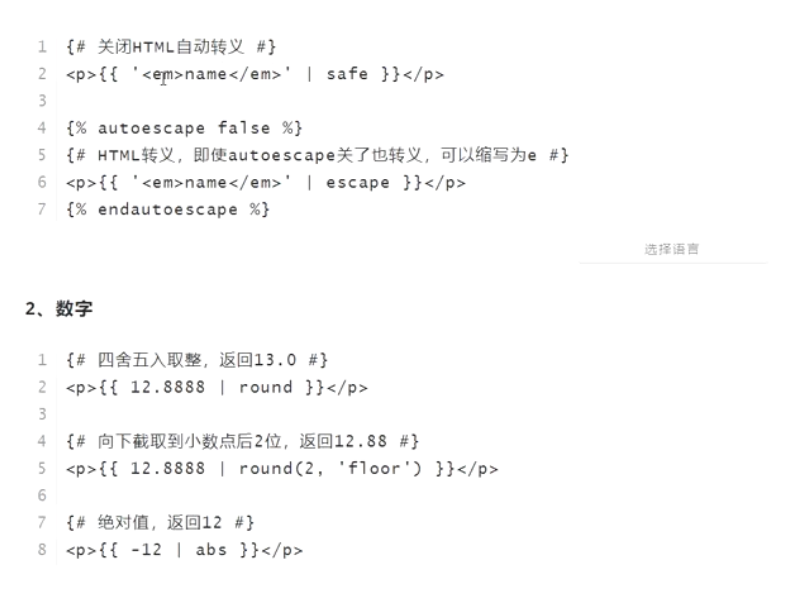 1 {# 关闭HTML自动转义 #}
2 <p>{{ '<em>name</em>' | safe }}</p>
3
4 {% autoescape false %}
5 {# HTML转义，即使autoescape关了也转义，可以缩写为e #}
6 <p>{{ '<em>name</em>' | escape }}</p>
7 {% endautoescape %}
选择语言
2、数字
1 {# 四舍五入取整，返回13.0 #}
2 <p>{{ 12.8888 | round }}</p>
3
4 {# 向下截取到小数点后2位，返回12.88 #}
5 <p>{{ 12.8888 | round(2, 'floor') }}</p>
6
7 {# 绝对值，返回12 #}
8 <p>{{ -12 | abs }}</p>